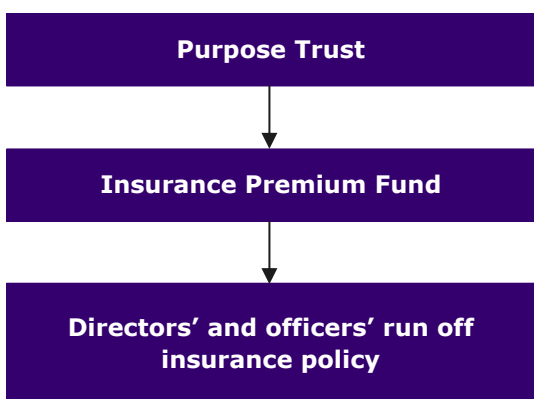 Purpose Trust
Insurance Premium Fund
Directors’ and officers’ run off
insurance policy